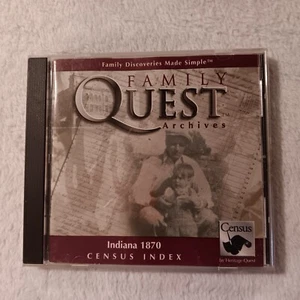 Family Discoveries Made Simple™
FAMILY
QUEST
Archives
Indiana 1870
CENSUS INDEX
Census
by Heritage Quest